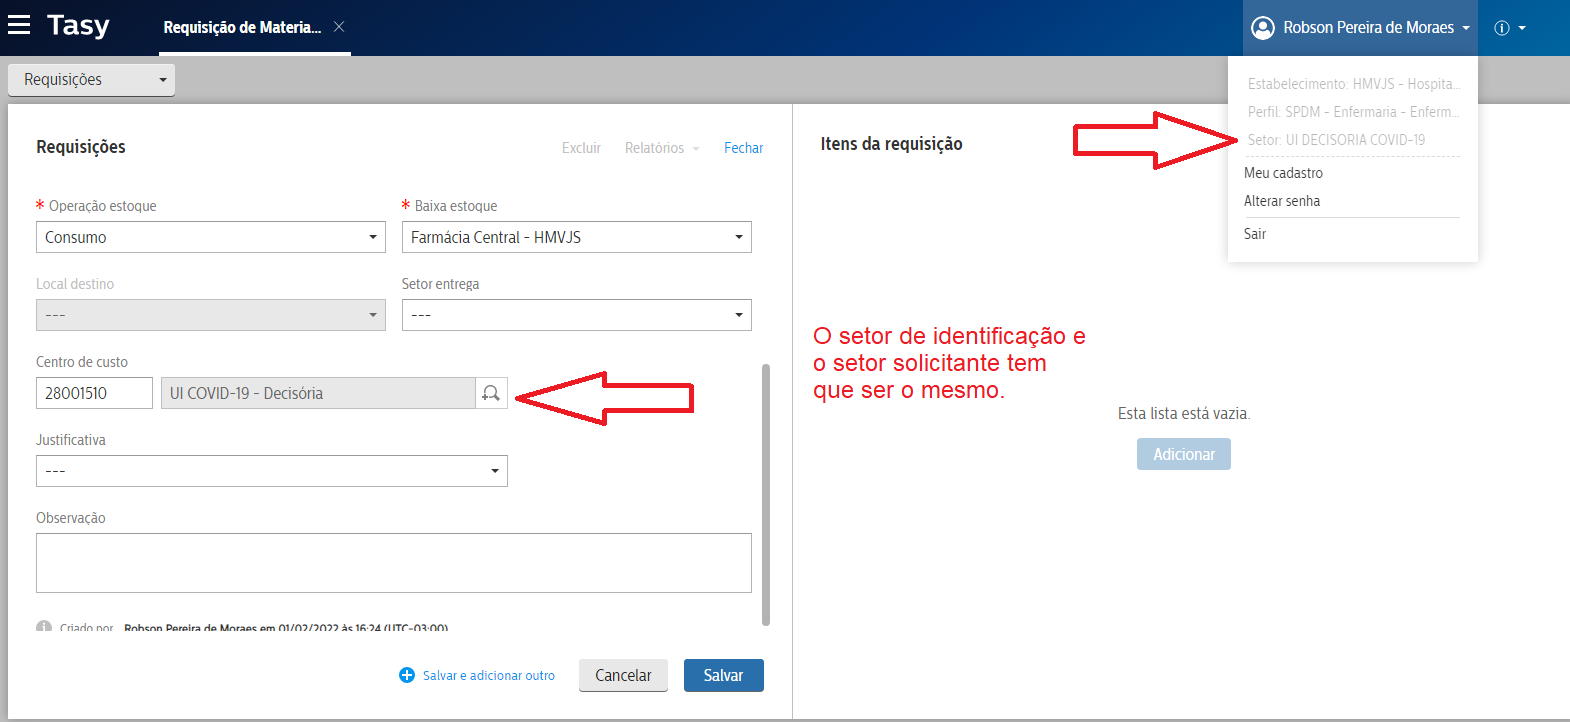 Tasy
Requisição de Materia...
Robson Pereira de Moraes
Requisições
Estabelecimento: HMVJS - Hospita...
Perfil: SPDM - Enfermaria - Enferm...
Setor: UI DECISORIA COVID-19
Meu cadastro
Alterar senha
Sair
Requisições
Excluir
Relatórios
Fechar
* Operação estoque
* Baixa estoque
Consumo
Farmácia Central - HMVJS
Local destino
Setor entrega
---
---
Centro de custo
28001510
UI COVID-19 - Decisória
Justificativa
---
Observação
Criado por Robson Pereira de Moraes em 01/02/2022 às 16:24 (UTC-03:00)
Salvar e adicionar outro
Cancelar
Salvar
Itens da requisição
O setor de identificação e
o setor solicitante tem
que ser o mesmo.
Esta lista está vazia.
Adicionar